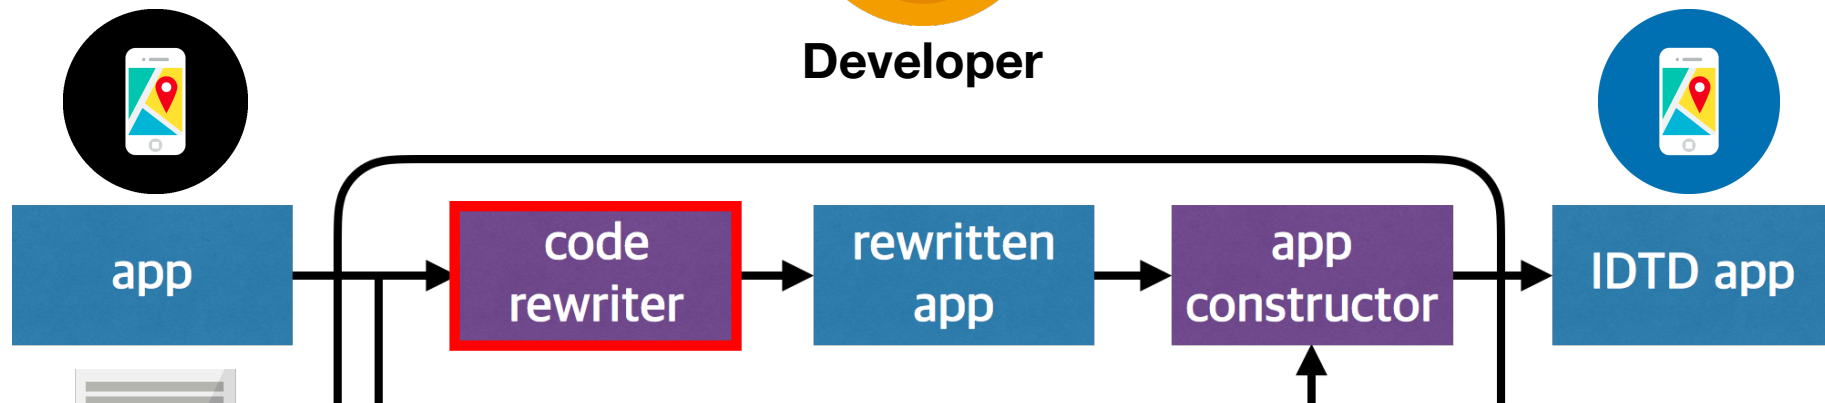 Developer
app
code
rewriter
rewritten
app
app
constructor
IDTD app